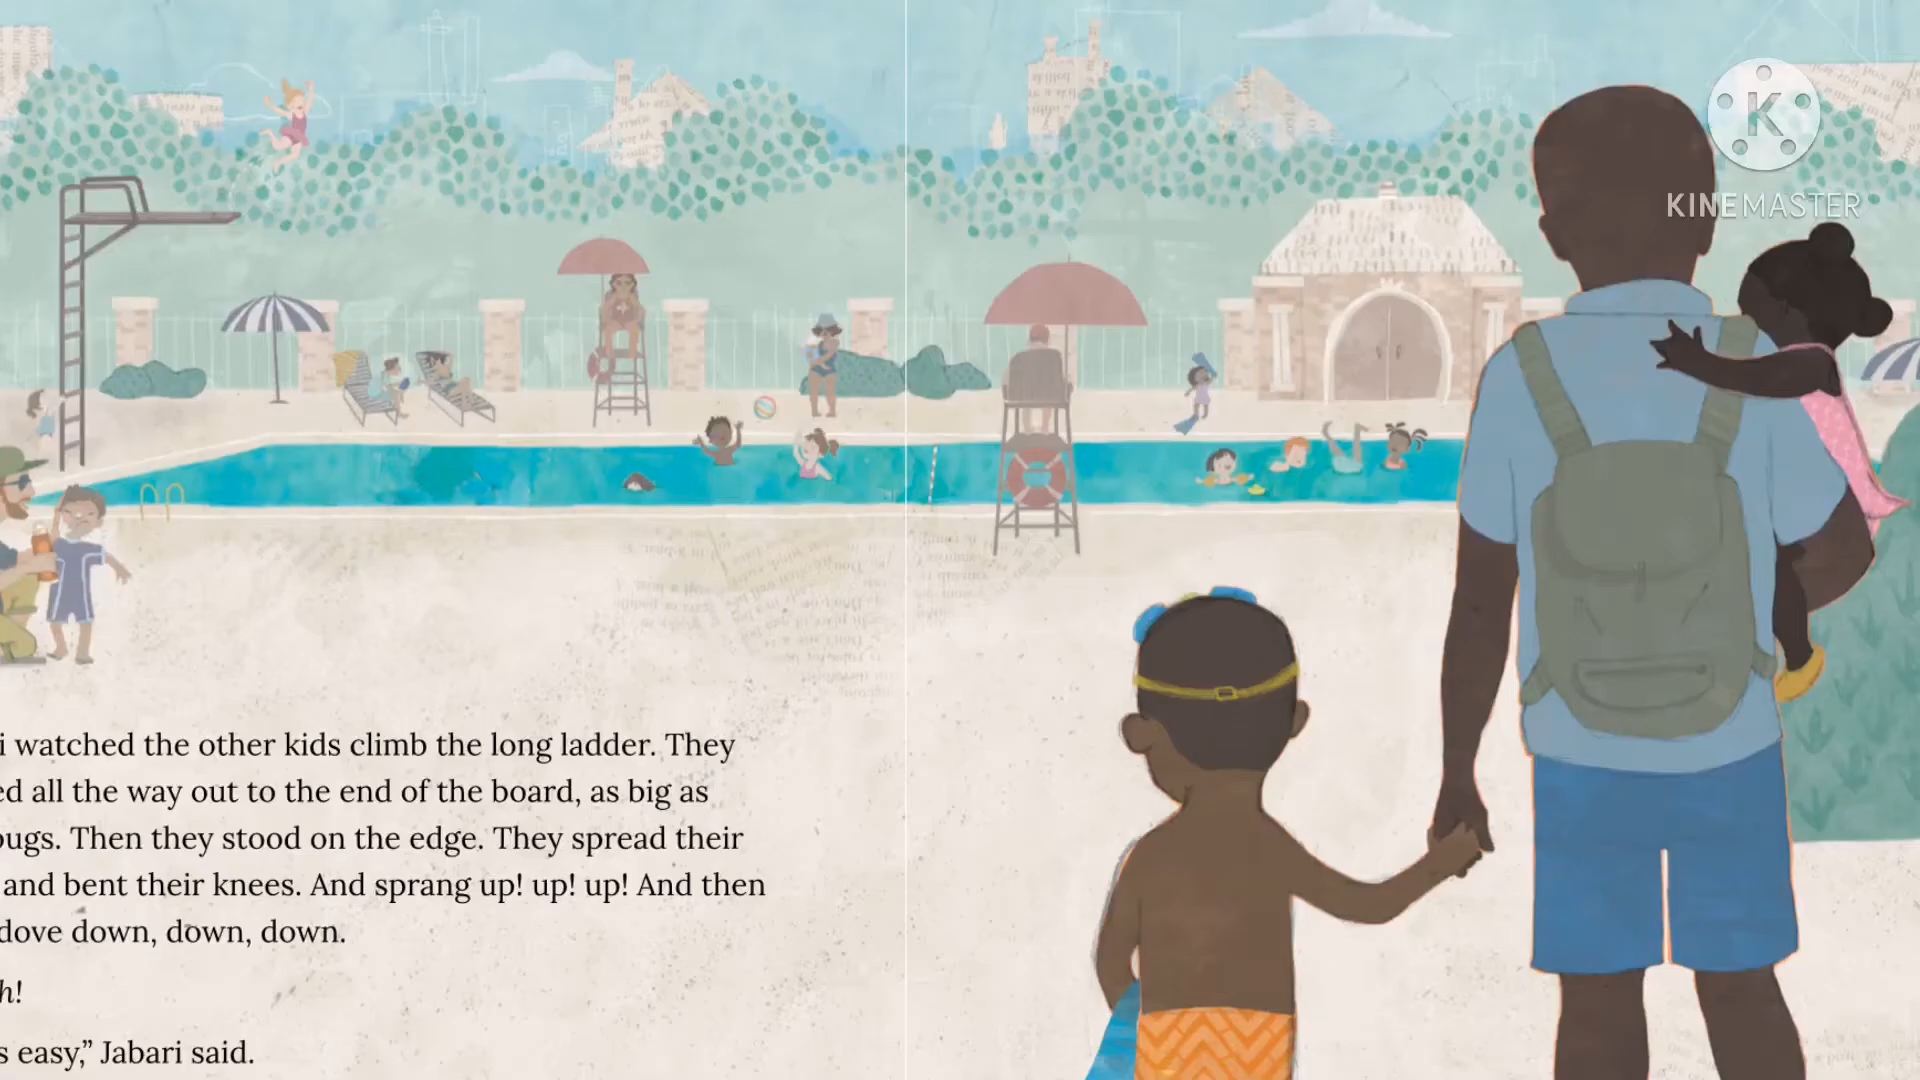 K
KINEMASTER
i watched the other kids climb the long ladder. They
ed all the way out to the end of the board, as big as
ougs. Then they stood on the edge. They spread their
and bent their knees. And sprang up! up! up! And then
dove down, down, down.
h!
s easy,” Jabari said.